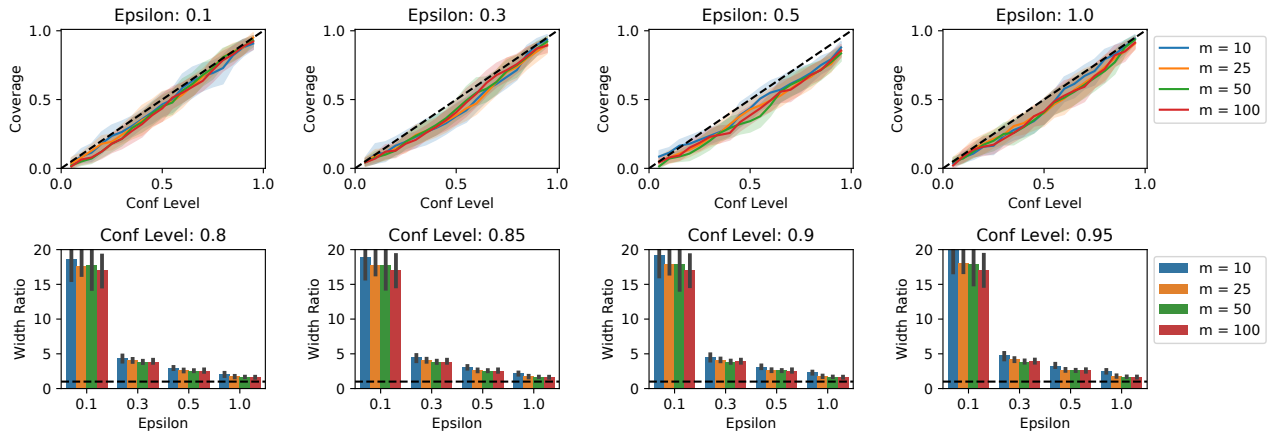 Epsilon: 0.1
Epsilon: 0.3
Epsilon: 0.5
Epsilon: 1.0
1.0
0.5
0.0
Coverage
0.0 0.5 1.0
Conf Level
1.0
0.5
0.0
Coverage
0.0 0.5 1.0
Conf Level
1.0
0.5
0.0
Coverage
0.0 0.5 1.0
Conf Level
1.0
0.5
0.0
Coverage
0.0 0.5 1.0
Conf Level
m = 10
m = 25
m = 50
m = 100
Conf Level: 0.8
Conf Level: 0.85
Conf Level: 0.9
Conf Level: 0.95
20
15
10
5
0
Width Ratio
0.1 0.3 0.5 1.0
Epsilon
20
15
10
5
0
Width Ratio
0.1 0.3 0.5 1.0
Epsilon
20
15
10
5
0
Width Ratio
0.1 0.3 0.5 1.0
Epsilon
20
15
10
5
0
Width Ratio
0.1 0.3 0.5 1.0
Epsilon
m = 10
m = 25
m = 50
m = 100